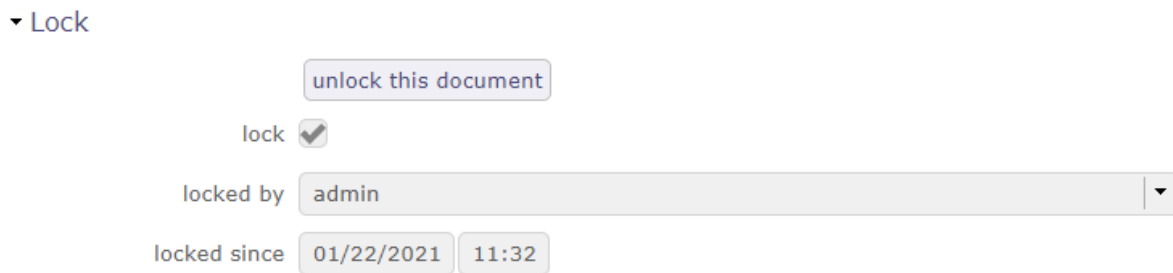 Lock
unlock this document
lock
locked by admin
locked since 01/22/2021 11:32